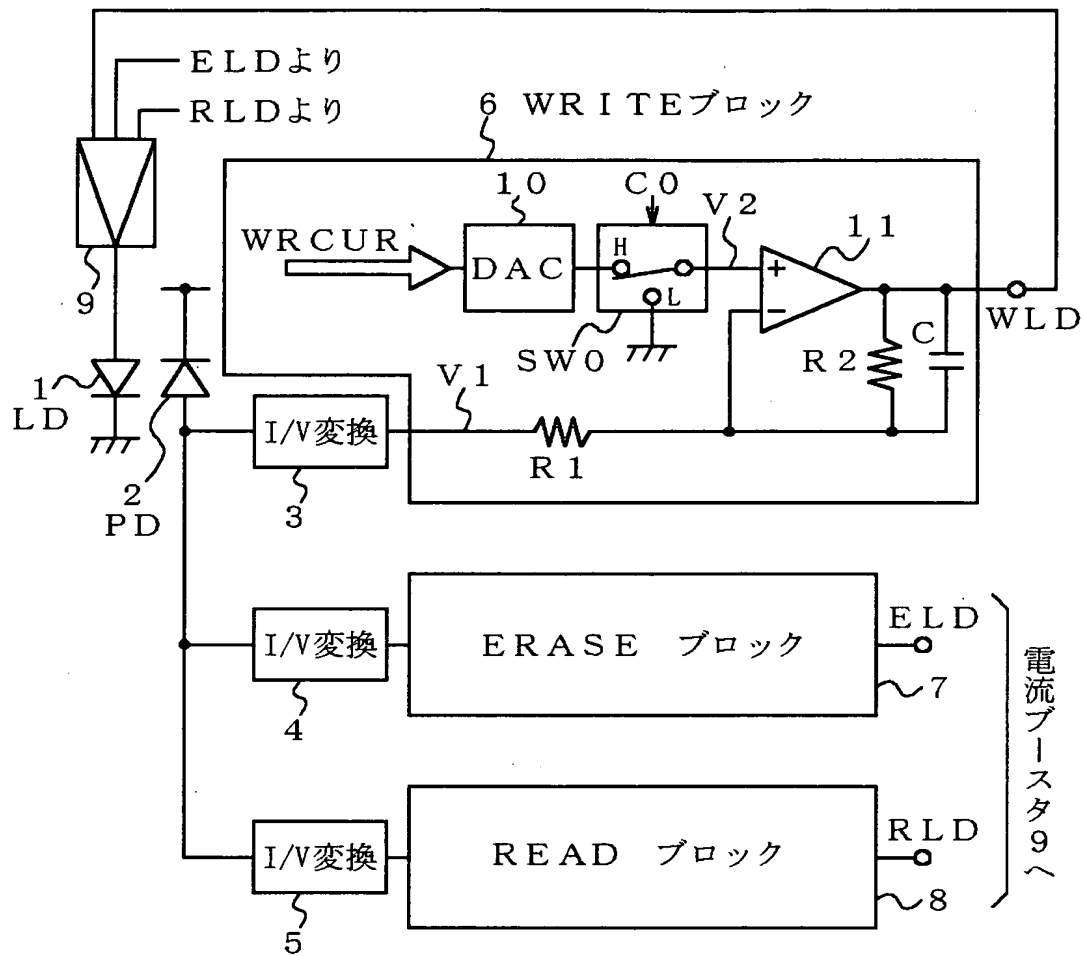 ELDより
RLDより
6 WRITEブロック
10
C0
V2
11
WRCUR
DAC
H
L
+
-
SW0
9
WLD
C
R2
1
LD
2
PD
V1
I/V変換
R1
3
I/V変換
ERASE ブロック
ELD
4
7
I/V変換
READ ブロック
RLD
5
8
電流ブースタ9へ